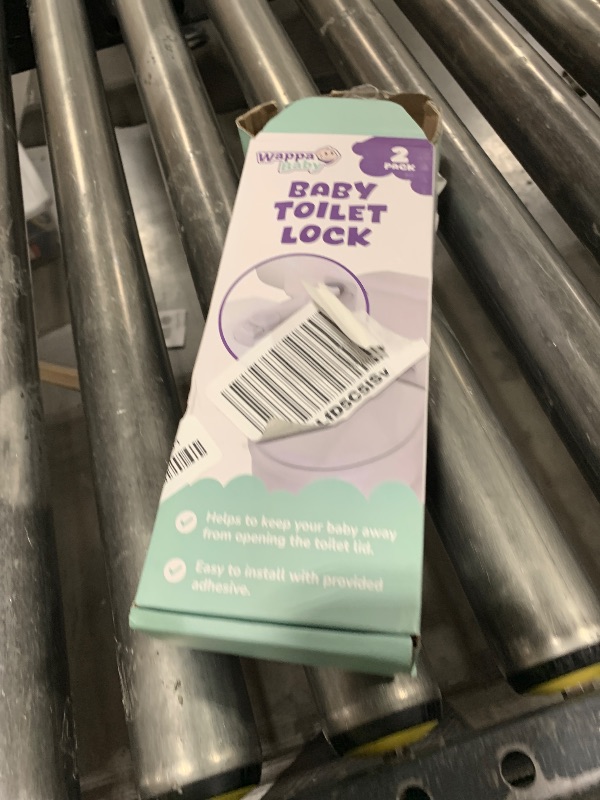 Wappa
Baby
2
PACK
BABY
TOILET
LOCK
Helps to keep your baby away
from opening the toilet lid.
Easy to install with provided
adhesive.